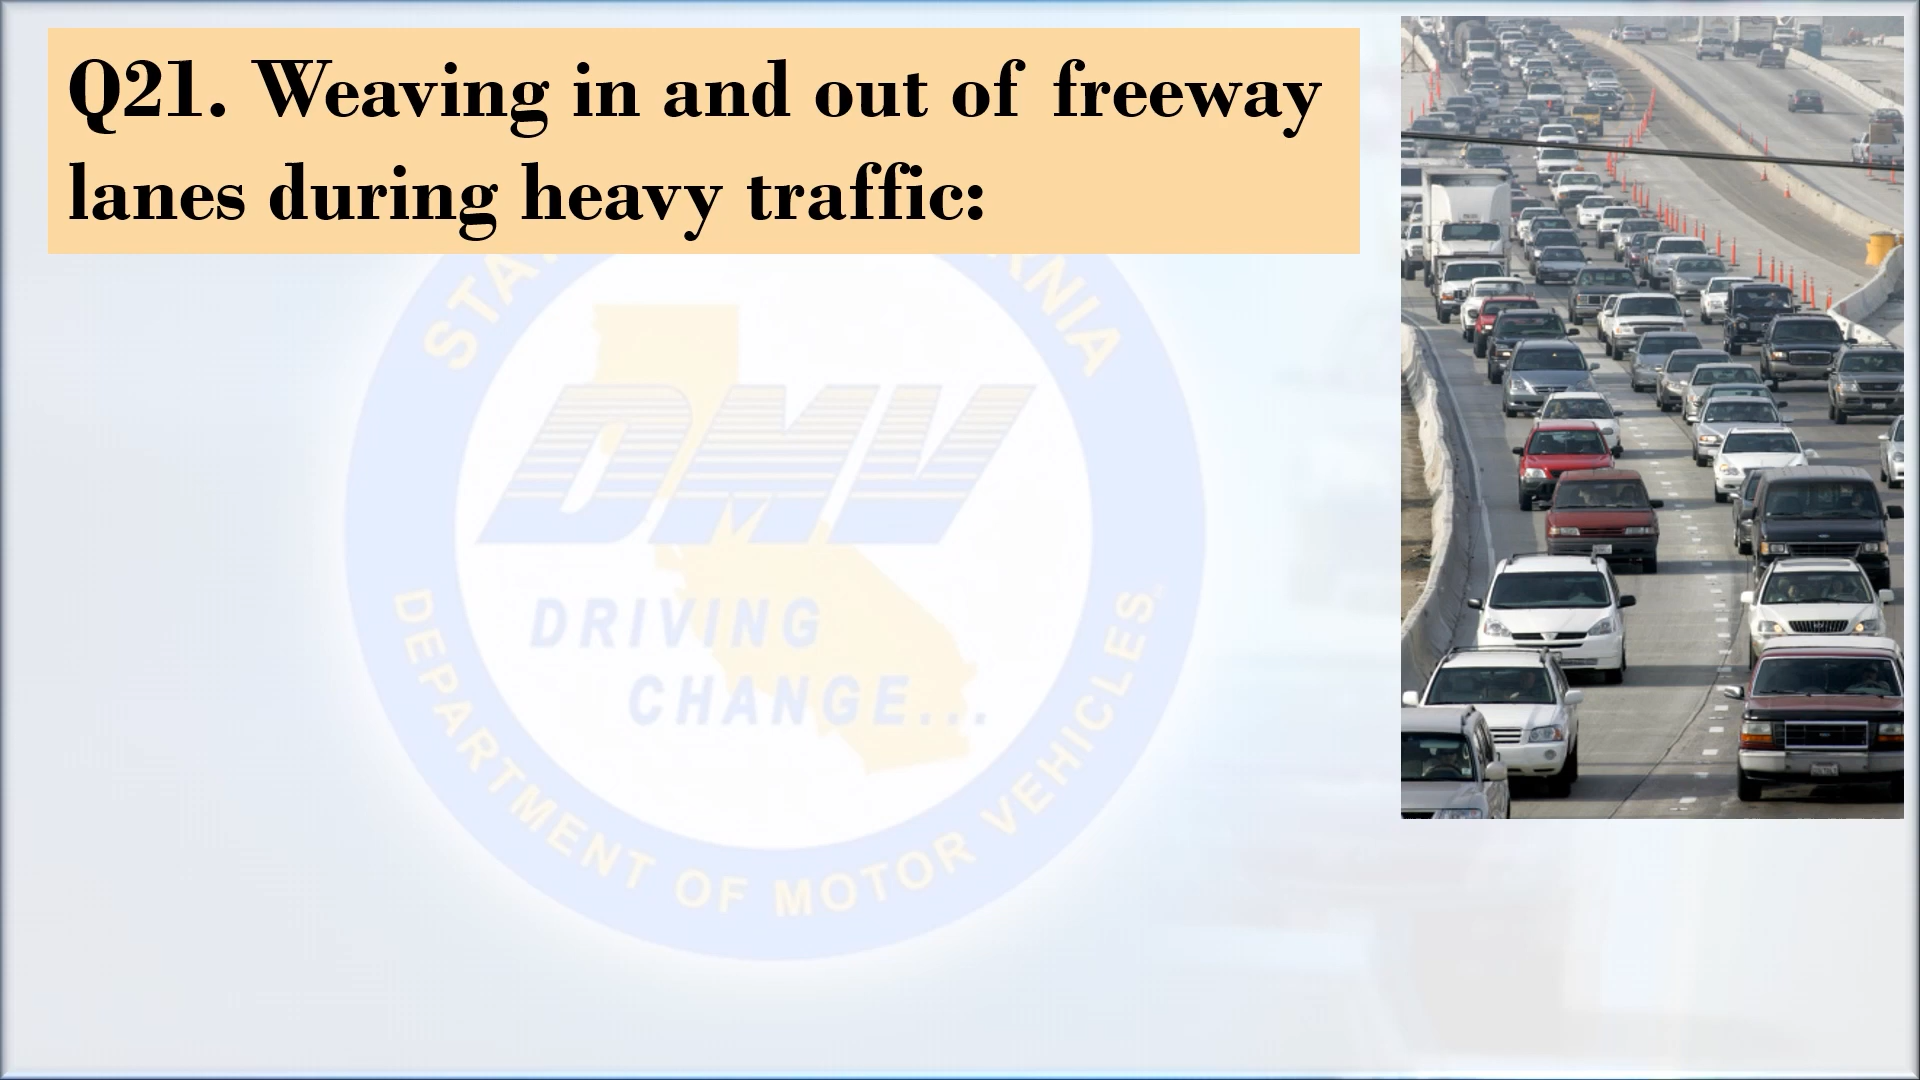 Q21. Weaving in and out of freeway
lanes during heavy traffic:
DMV
DRIVING
CHANGE...
DEPARTMENT OF MOTOR VEHICLES